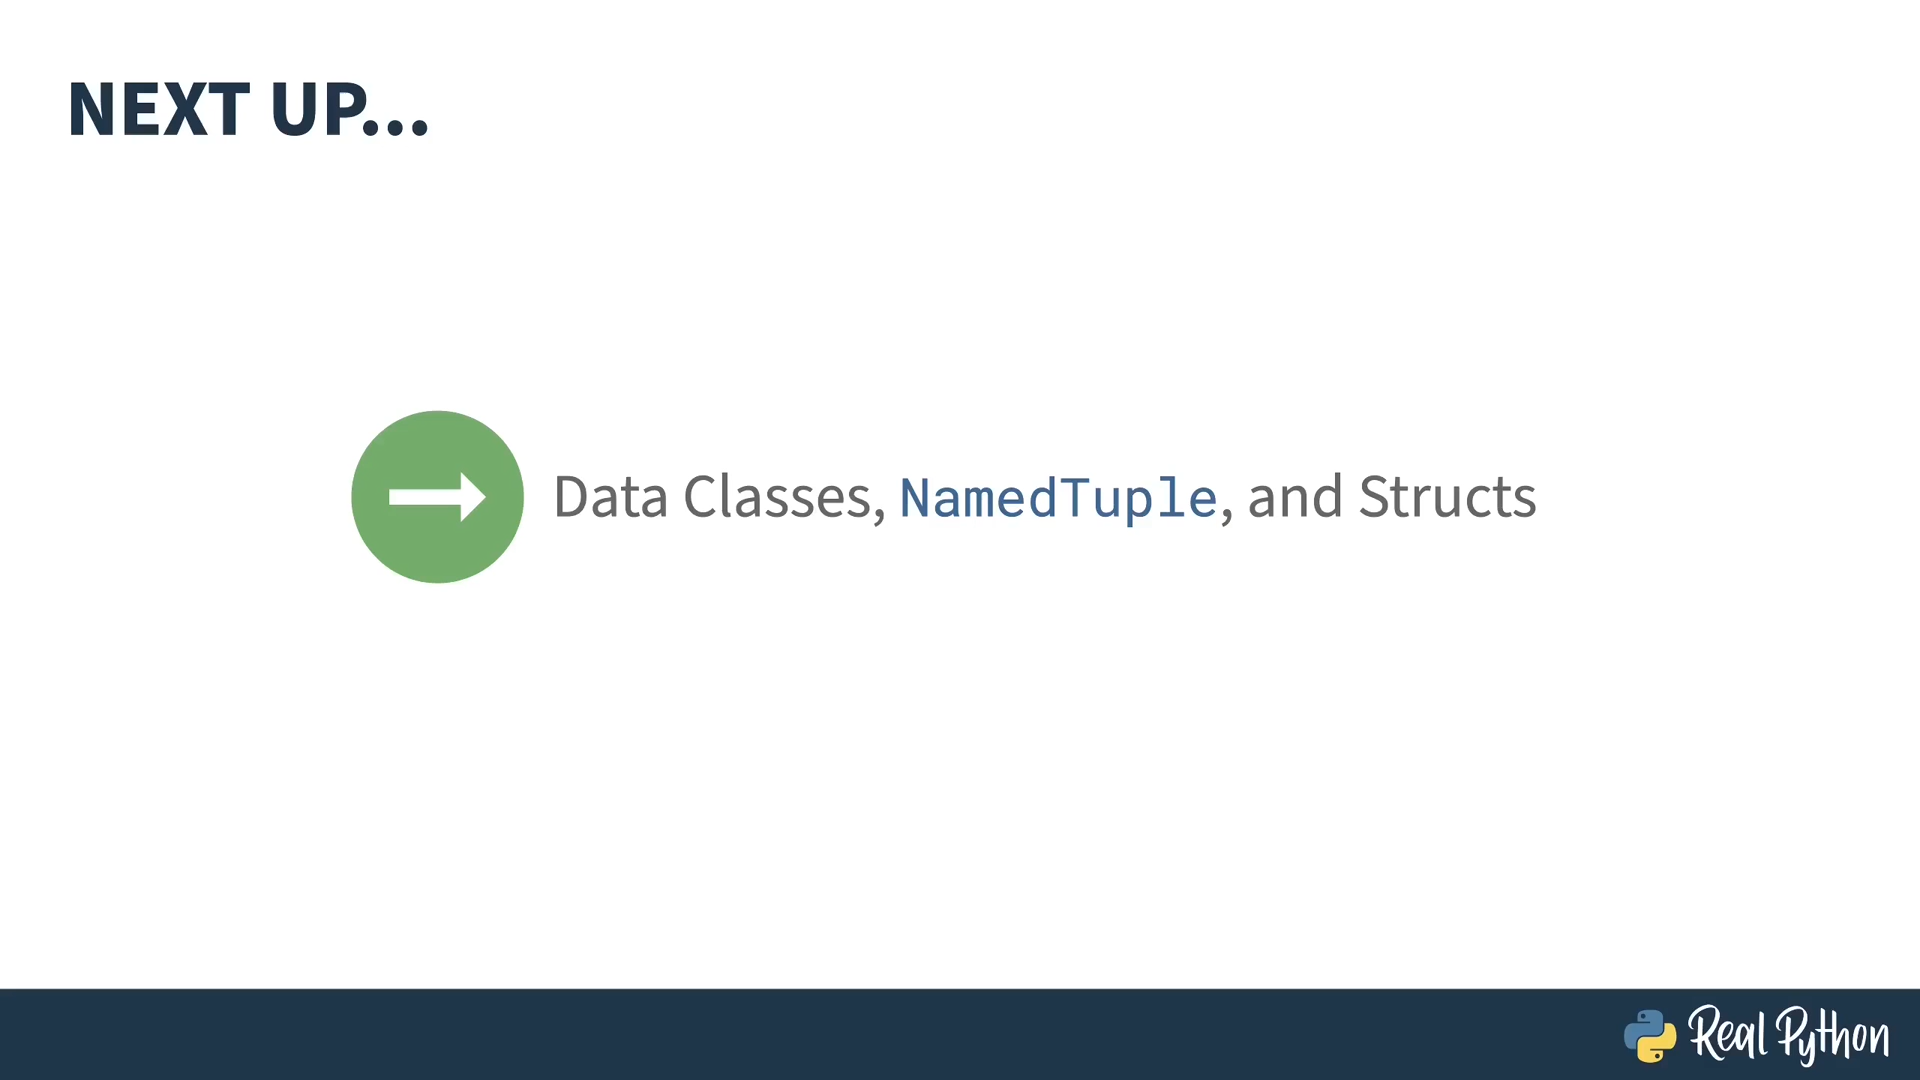 NEXT UP...
Data Classes, NamedTuple, and Structs
Real Python